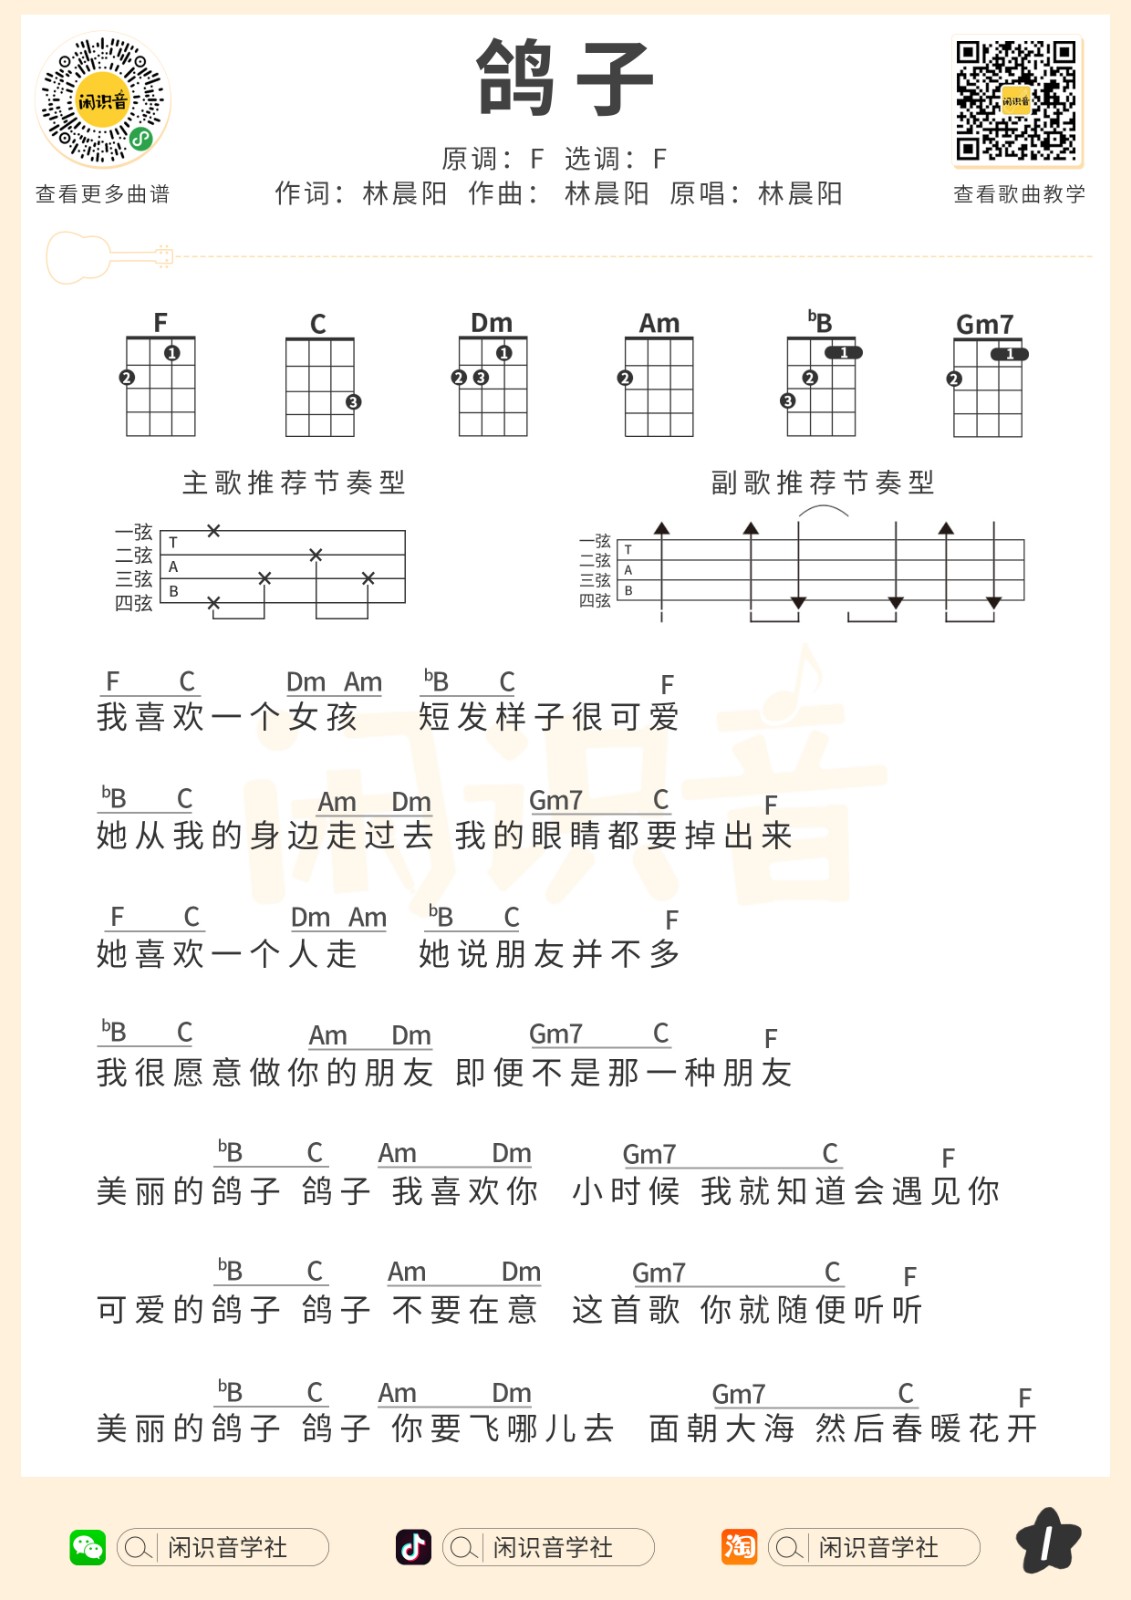 闲识音
查看更多曲谱
鸽子
原调：F 选调：F
作词：林晨阳 作曲：林晨阳 原唱：林晨阳
闲识音
查看歌曲教学
F C Dm Am bB Gm7
1 2
3
1 2 3
2
1 2 3
1 2
主歌推荐节奏型
副歌推荐节奏型
一弦
二弦
三弦
四弦
T
A
B
一弦
二弦
三弦
四弦
T
A
B
F C Dm Am bB C F
我喜欢一个女孩 短发样子很可爱
bB C Am Dm Gm7 C F
她从我的身边走过去 我的眼睛都要掉出来
F C Dm Am bB C F
她喜欢一个人走 她说朋友并不多
bB C Am Dm Gm7 C F
我很愿意做你的朋友 即便不是那一种朋友
bB C Am Dm Gm7 C F
美丽的鸽子 鸽子 我喜欢你 小时候 我就知道会遇见你
bB C Am Dm Gm7 C F
可爱的鸽子 鸽子 不要在意 这首歌 你就随便听听
bB C Am Dm Gm7 C F
美丽的鸽子 鸽子 你要飞哪儿去 面朝大海 然后春暖花开
闲识音
闲识音学社
闲识音学社
淘 闲识音学社
1